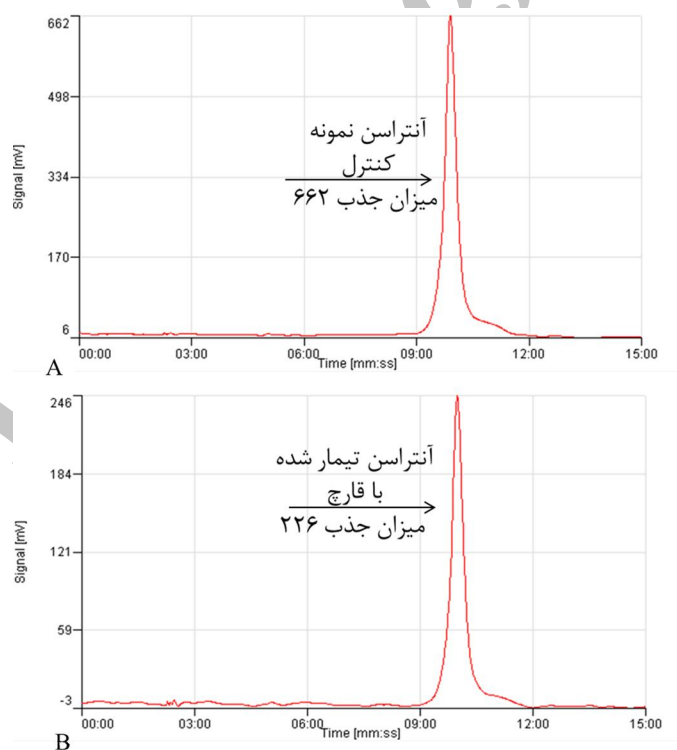 662
498
334
170
6
Signal [mV]
آنتراسن نمونه
کنترل
میزان جذب ۶۶۲
00:00 03:00 06:00 09:00 12:00 15:00
Time [mm:ss]
A
246
184
121
59
-3
Signal [mV]
آنتراسن تیمار شده
با قارچ
میزان جذب ۲۲۶
00:00 03:00 06:00 09:00 12:00 15:00
Time [mm:ss]
B